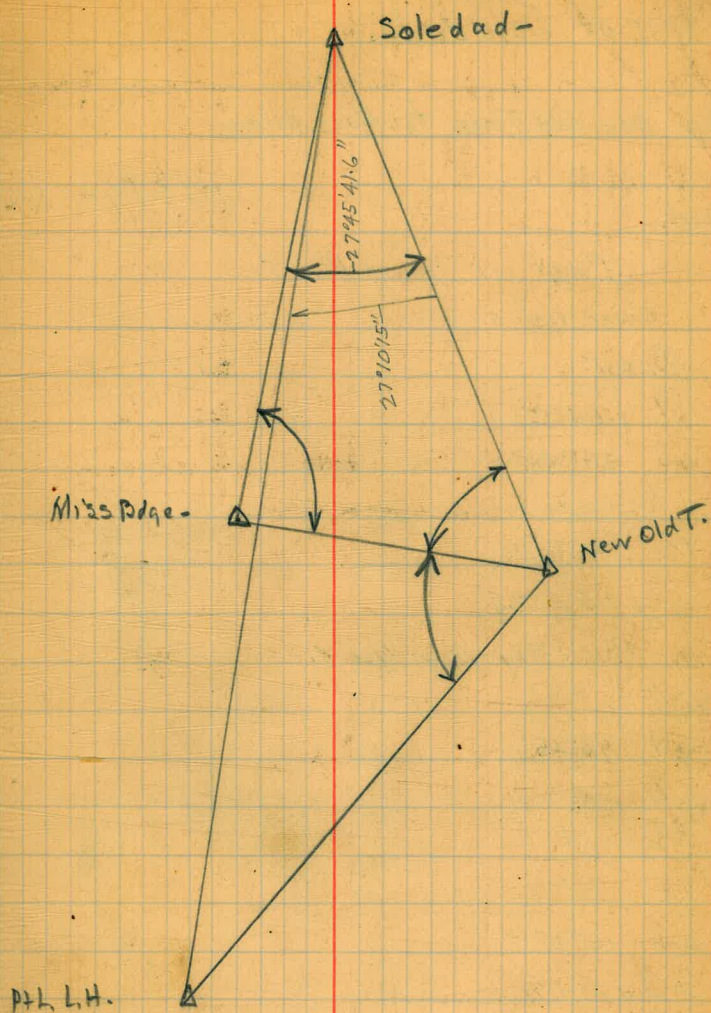 Soledad-
27°45'41.6"
27°10'15"
Miss Bdge-
New Old T.
Pt. L. L.H.